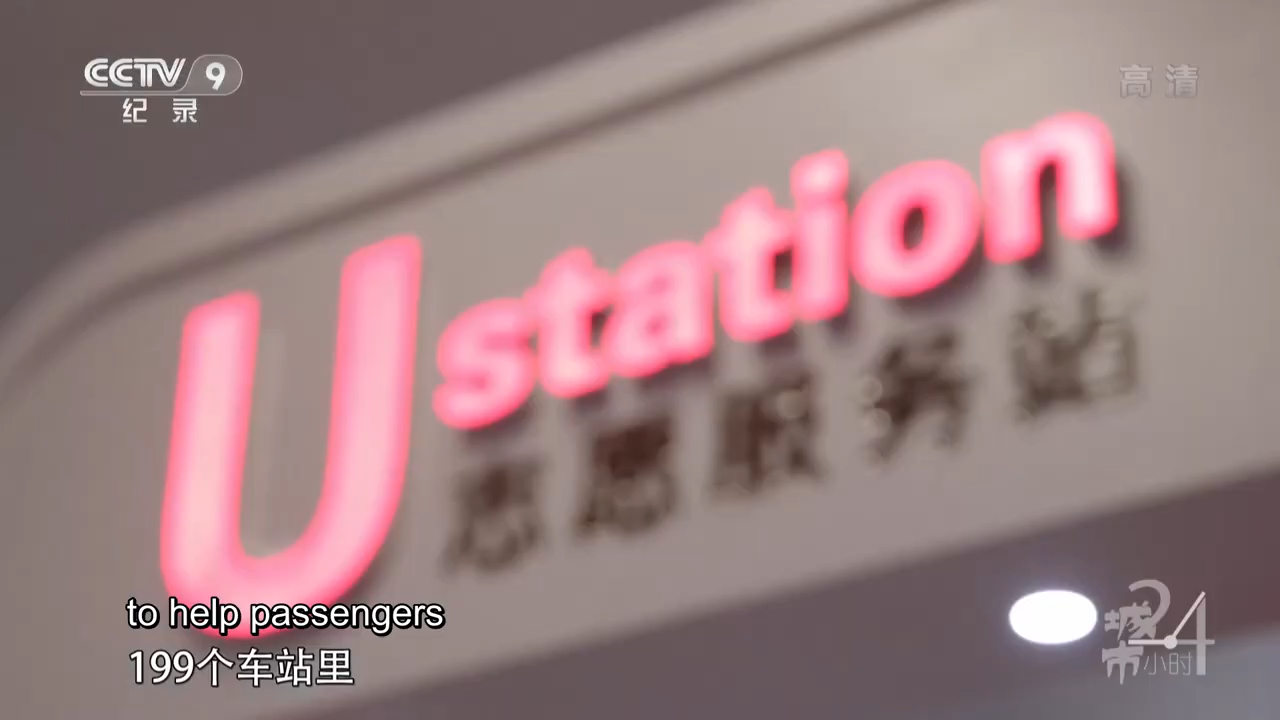 CCTV 9
纪录
高清
U station
志愿服务站
to help passengers
199个车站里
城市24小时